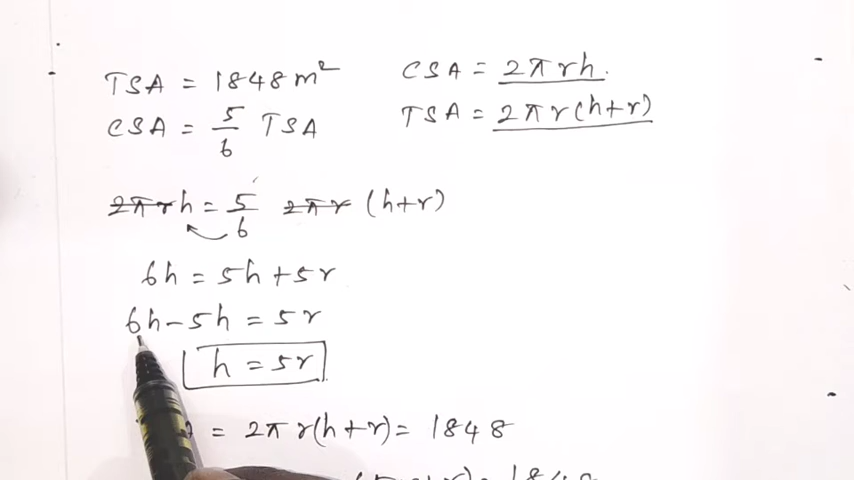 TSA = 1848 m² CSA = 2πrh.
CSA = 5/6 TSA TSA = 2πr(h+r)
2πrh = 5/6 2πr (h+r)
6h = 5h + 5r
6h - 5h = 5r
h = 5r
= 2πr(h+r) = 1848